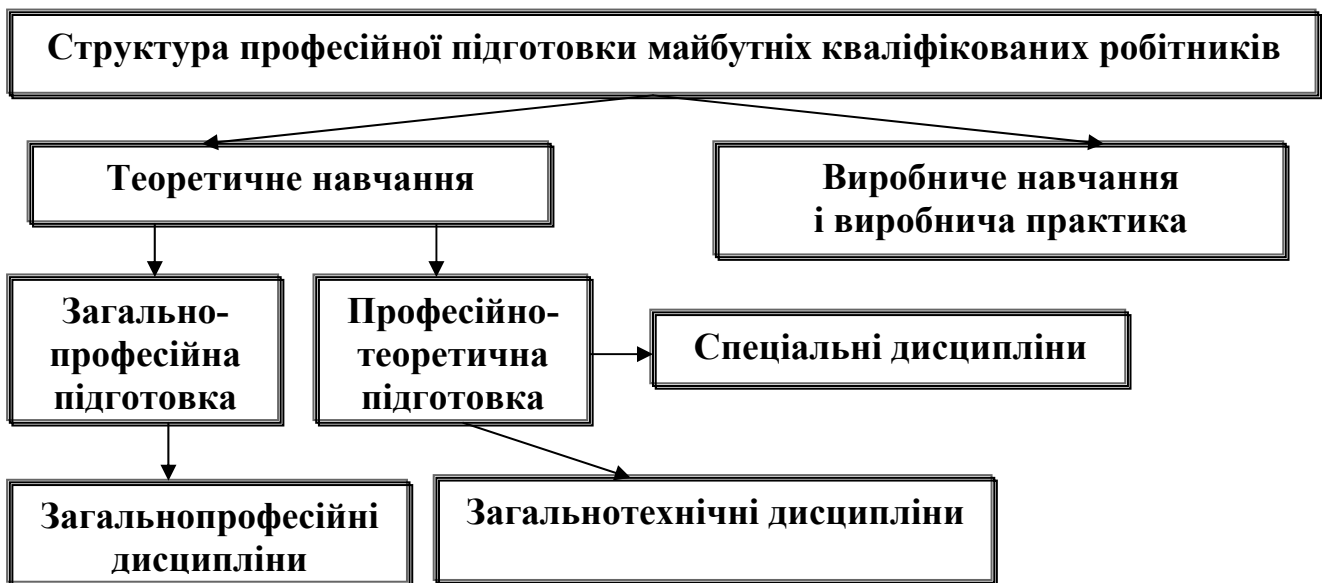 Структура професійної підготовки майбутніх кваліфікованих робітників
Теоретичне навчання
Виробниче навчання
і виробнича практика
Загально-
професійна
підготовка
Професійно-
теоретична
підготовка
Спеціальні дисципліни
Загальнопрофесійні
дисципліни
Загальнотехнічні дисципліни